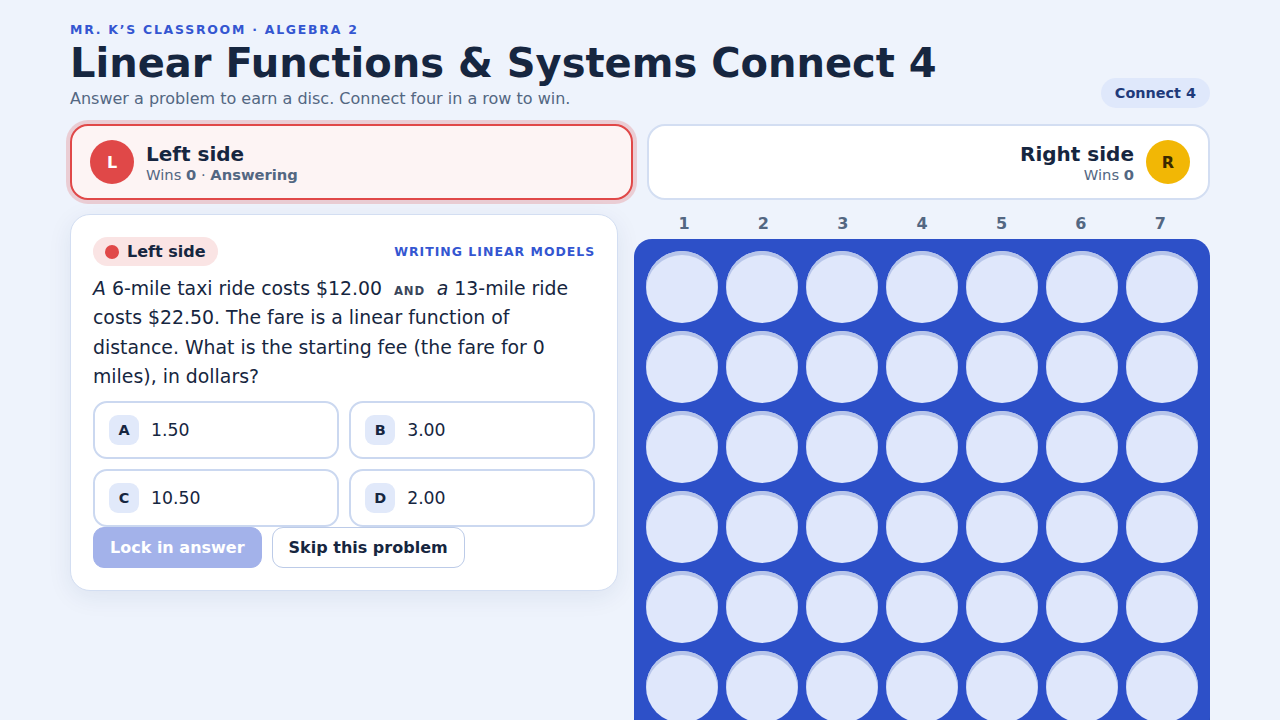 MR. K’S CLASSROOM · ALGEBRA 2
Linear Functions & Systems Connect 4
Answer a problem to earn a disc. Connect four in a row to win.
Connect 4
L
Left side
Wins 0 · Answering
Right side
Wins 0
R
Left side
WRITING LINEAR MODELS
A 6-mile taxi ride costs $12.00 AND a 13-mile ride
costs $22.50. The fare is a linear function of
distance. What is the starting fee (the fare for 0
miles), in dollars?
A 1.50
B 3.00
C 10.50
D 2.00
Lock in answer
Skip this problem
1 2 3 4 5 6 7